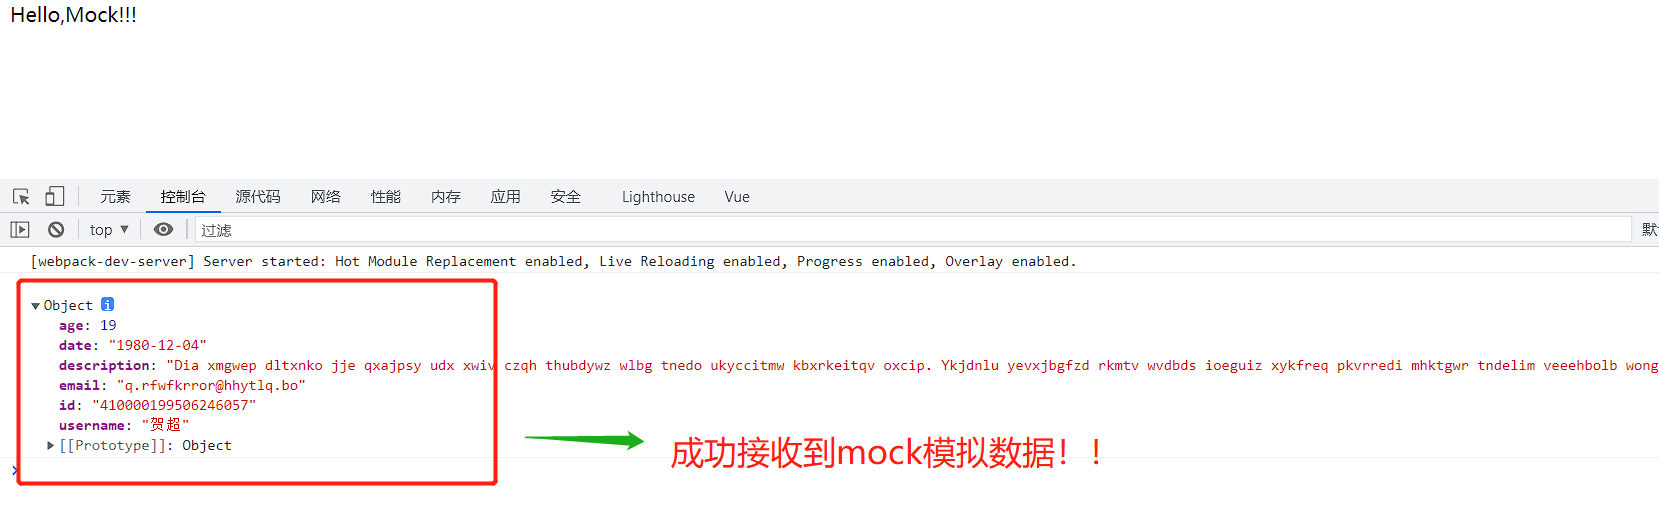 Hello,Mock!!!
元素 控制台 源代码 网络 性能 内存 应用 安全 Lighthouse Vue
top ▼ 过滤
[webpack-dev-server] Server started: Hot Module Replacement enabled, Live Reloading enabled, Progress enabled, Overlay enabled.
▼Object i
age: 19
date: "1980-12-04"
description: "Dia xmgwep dltxnko jje qxajpsy udx xwiv czqh thubdywz wlbg tnedo ukyccitmw kbxrkeitqv oxcip. Ykjdnlu yevxjbgfzd rkmtv wvdbds ioeguiz xykfreq pkvrredi mhktgwr tndelim veeehbolb wong
email: "q.rfwfkrror@hhytlq.bo"
id: "410000199506246057"
username: "贺超"
▶[[Prototype]]: Object
成功接收到mock模拟数据！！